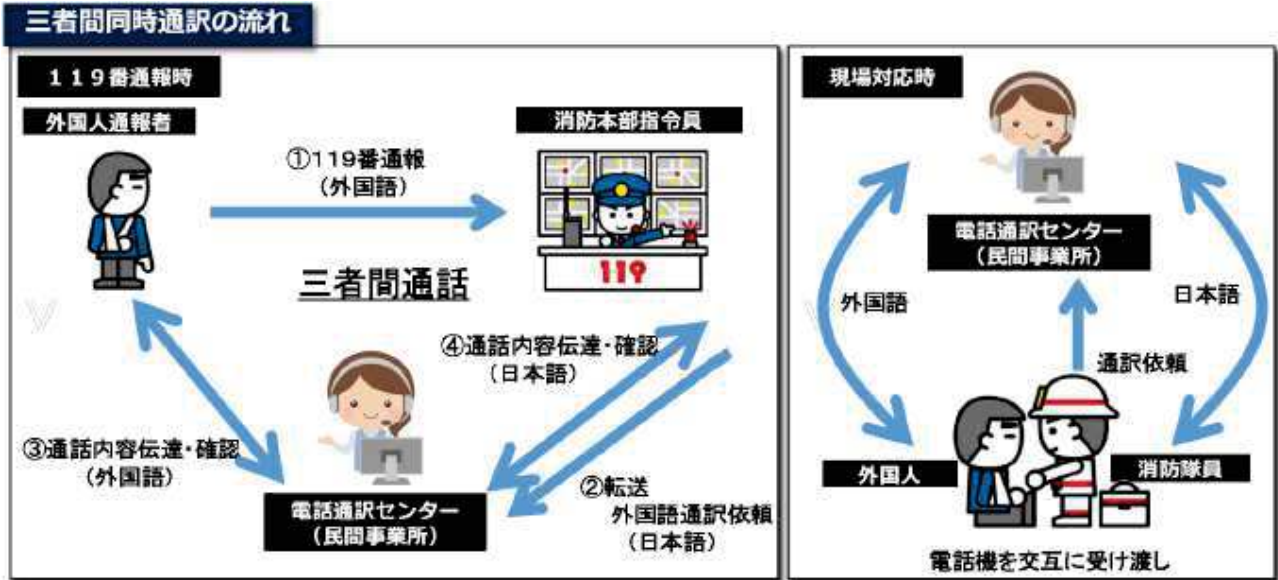 三者間同時通訳の流れ
119番通報時
外国人通報者
消防本部指令員
①119番通報
(外国語)
119
三者間通話
④通話内容伝達・確認
(日本語)
③通話内容伝達・確認
(外国語)
②転送
外国語通訳依頼
(日本語)
電話通訳センター
(民間事業所)
現場対応時
電話通訳センター
(民間事業所)
外国語
日本語
通訳依頼
外国人
消防隊員
電話機を交互に受け渡し